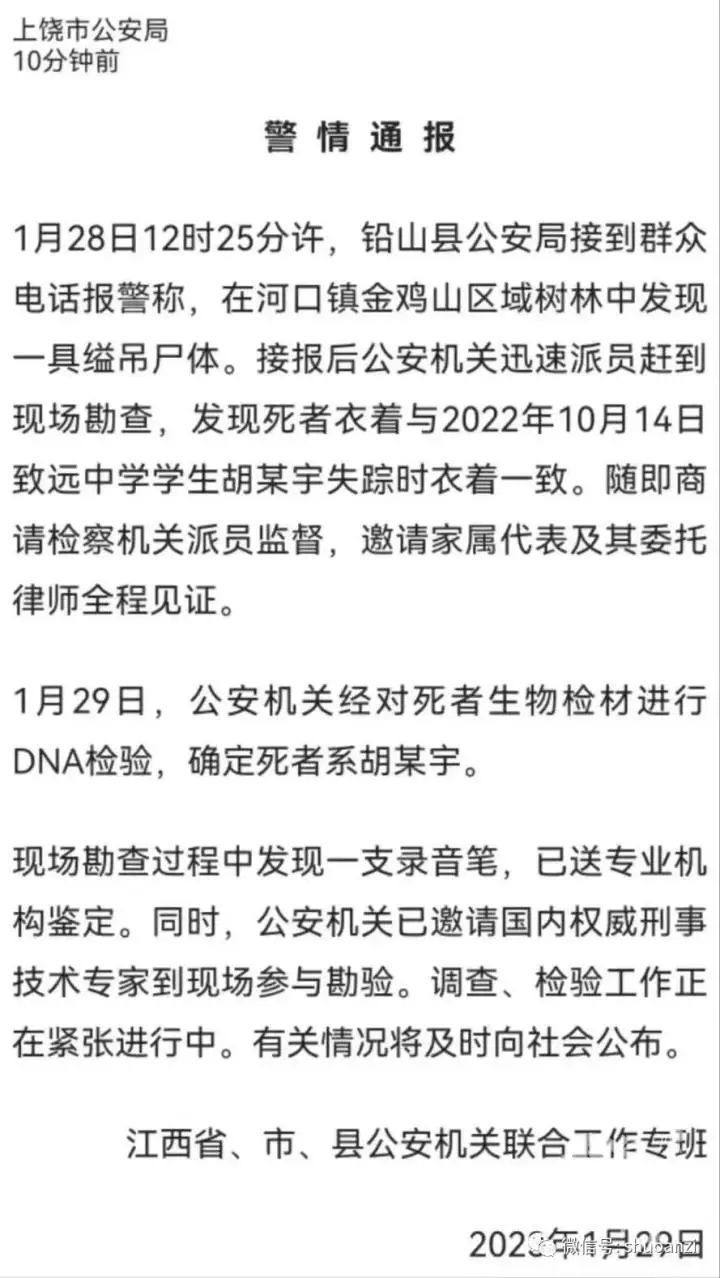 上饶市公安局
10分钟前
警情通报
1月28日12时25分许，铅山县公安局接到群众
电话报警称，在河口镇金鸡山区域树林中发现
一具缢吊尸体。接报后公安机关迅速派员赶到
现场勘查，发现死者衣着与2022年10月14日
致远中学学生胡某宇失踪时衣着一致。随即商
请检察机关派员监督，邀请家属代表及其委托
律师全程见证。
1月29日，公安机关经对死者生物检材进行
DNA检验，确定死者系胡某宇。
现场勘查过程中发现一支录音笔，已送专业机
构鉴定。同时，公安机关已邀请国内权威刑事
技术专家到现场参与勘验。调查、检验工作正
在紧张进行中。有关情况将及时向社会公布。
江西省、市、县公安机关联合工作专班
2023年1月29日
微信号: shuoanzi